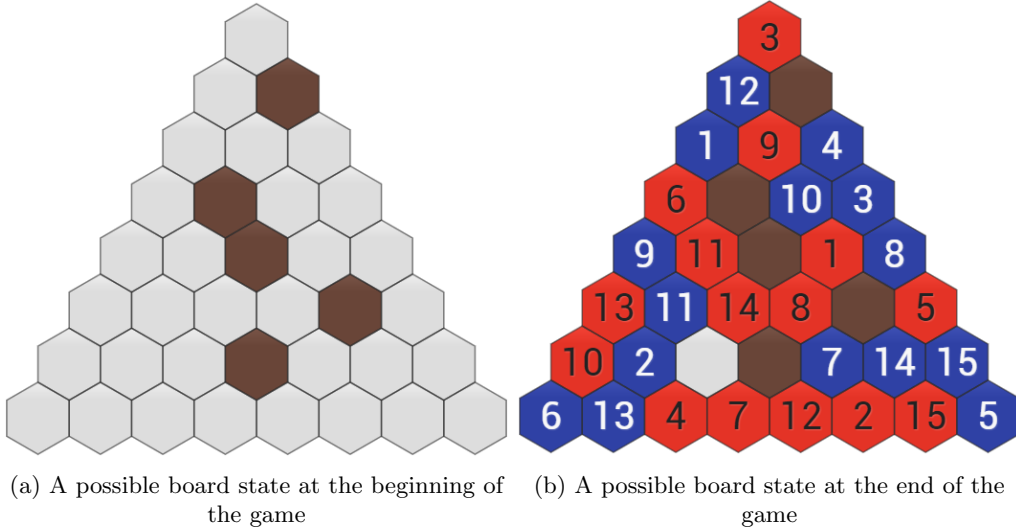 3
12
1 9 4
6 10 3
9 11 1 8
13 11 14 8 5
10 2 7 14 15
6 13 4 7 12 2 15 5
(a) A possible board state at the beginning of
the game
(b) A possible board state at the end of the
game